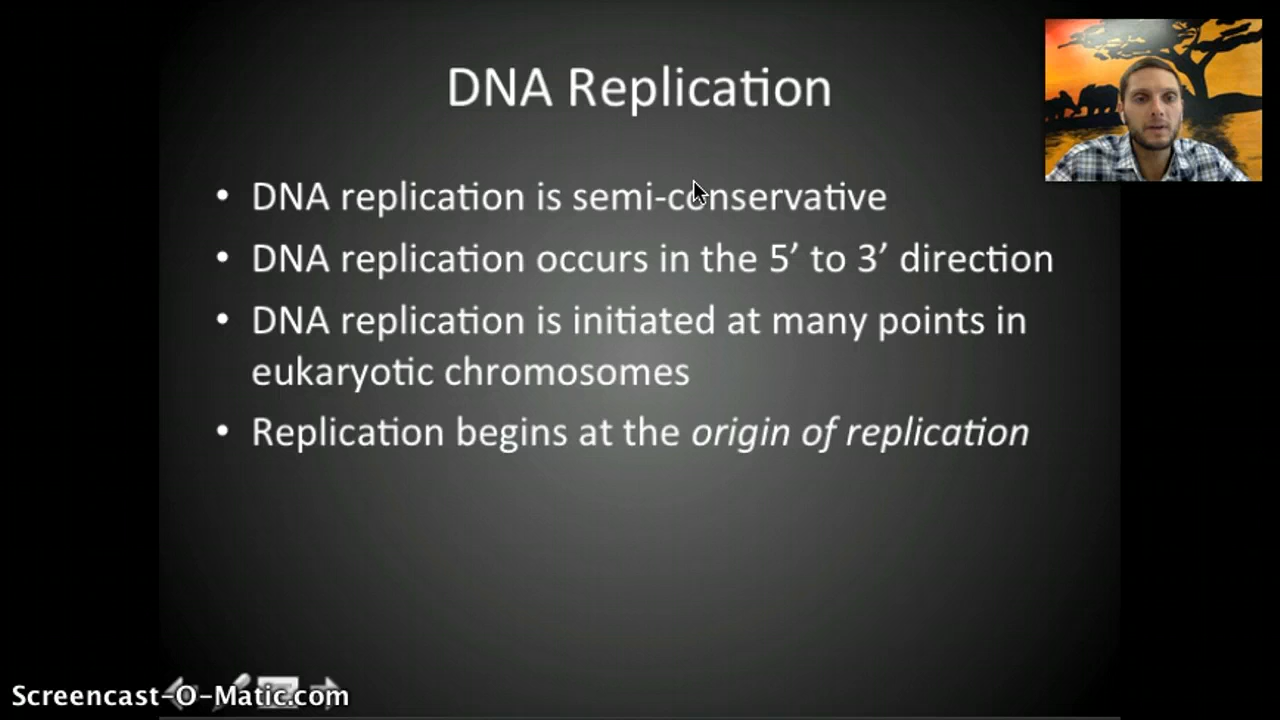 DNA Replication
• DNA replication is semi-conservative
• DNA replication occurs in the 5’ to 3’ direction
• DNA replication is initiated at many points in
eukaryotic chromosomes
• Replication begins at the origin of replication
Screencast-O-Matic.com